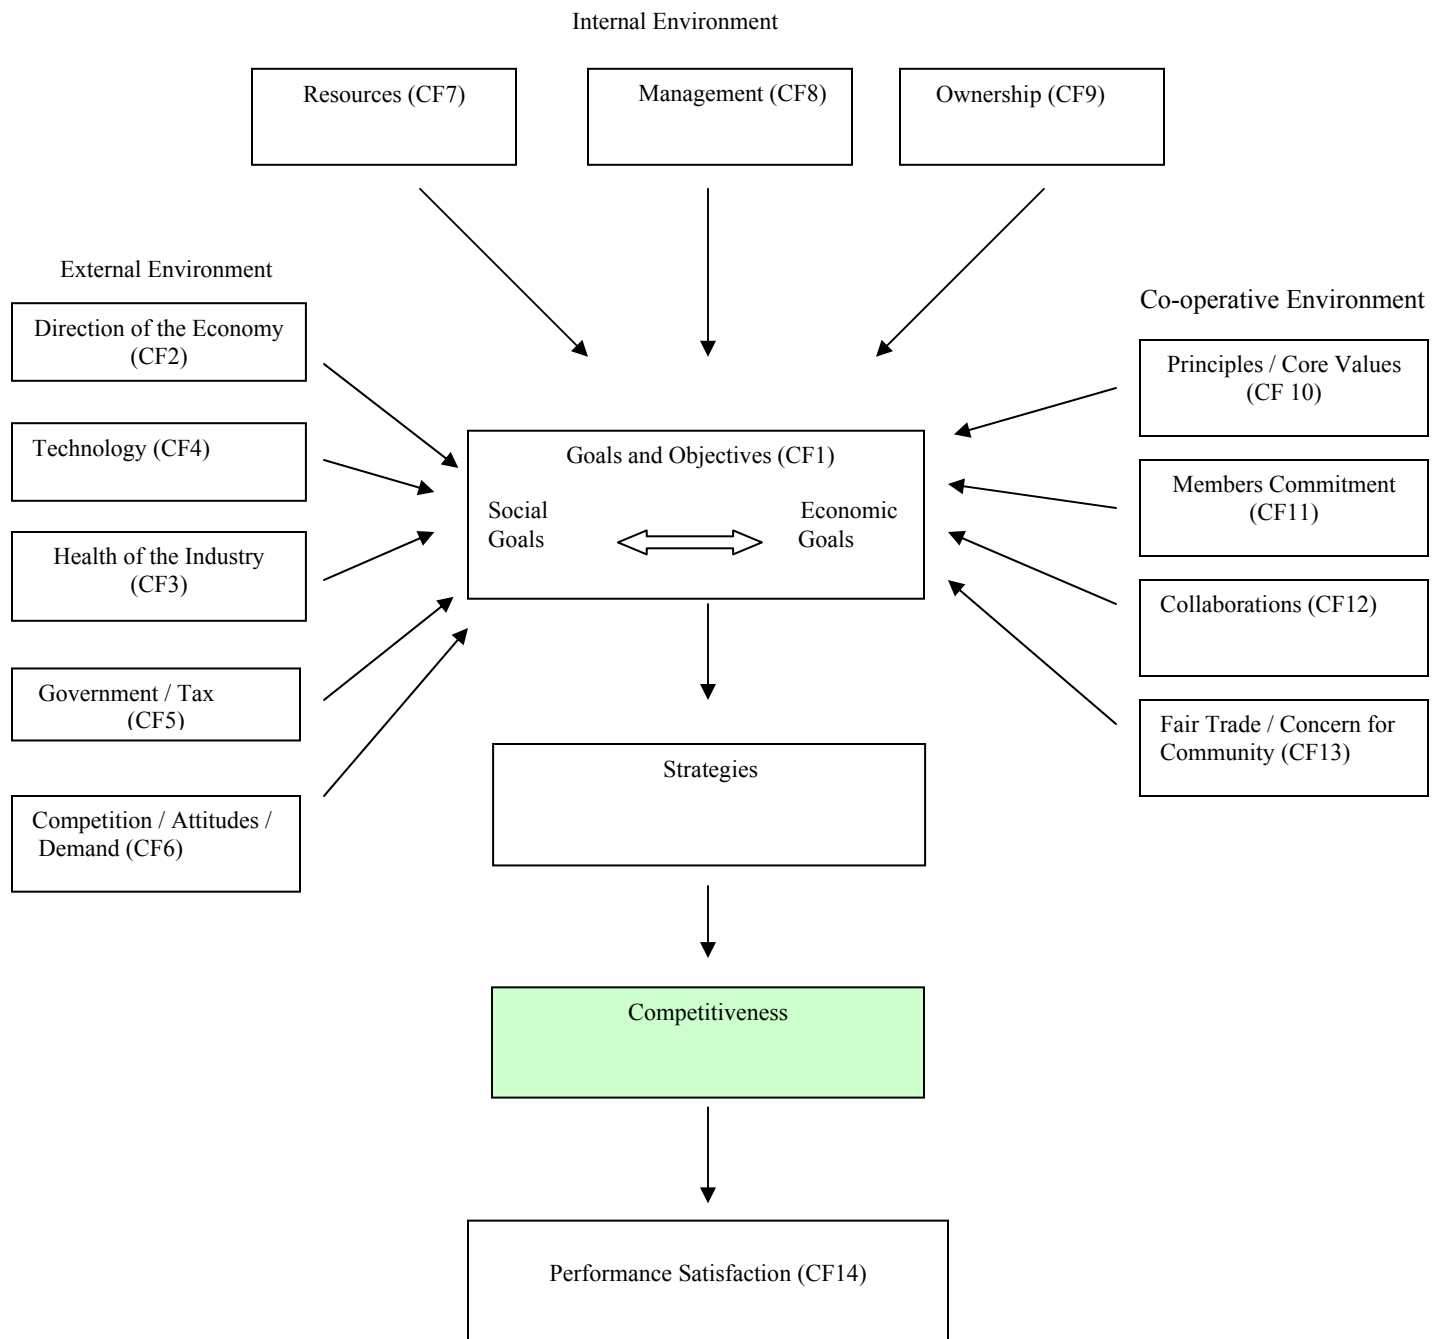 Internal Environment
Resources (CF7)
Management (CF8)
Ownership (CF9)
External Environment
Direction of the Economy
(CF2)
Technology (CF4)
Health of the Industry
(CF3)
Government / Tax
(CF5)
Competition / Attitudes /
Demand (CF6)
Co-operative Environment
Principles / Core Values
(CF 10)
Members Commitment
(CF11)
Collaborations (CF12)
Fair Trade / Concern for
Community (CF13)
Goals and Objectives (CF1)
Social
Goals
Economic
Goals
Strategies
Competitiveness
Performance Satisfaction (CF14)